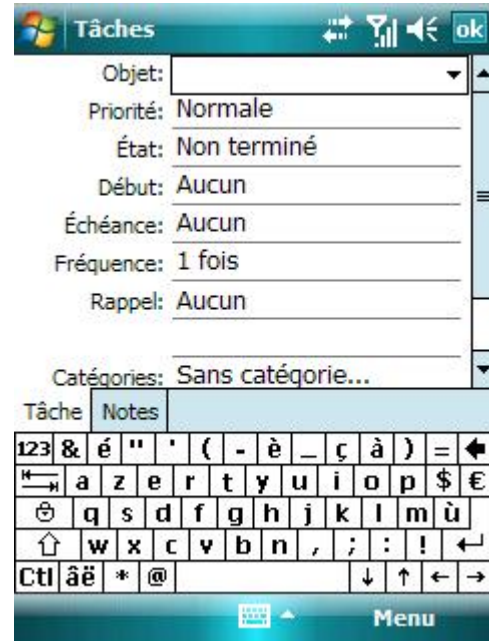 Tâches ok
Objet:
Priorité: Normale
État: Non terminé
Début: Aucun
Échéance: Aucun
Fréquence: 1 fois
Rappel: Aucun
Catégories: Sans catégorie...
Tâche Notes
123 & é " ' ( - è _ ç à ) =
a z e r t y u i o p $ €
q s d f g h j k l m ù
w x c v b n , ; : !
Ctl âë * @ ↓ ↑ ← →
Menu